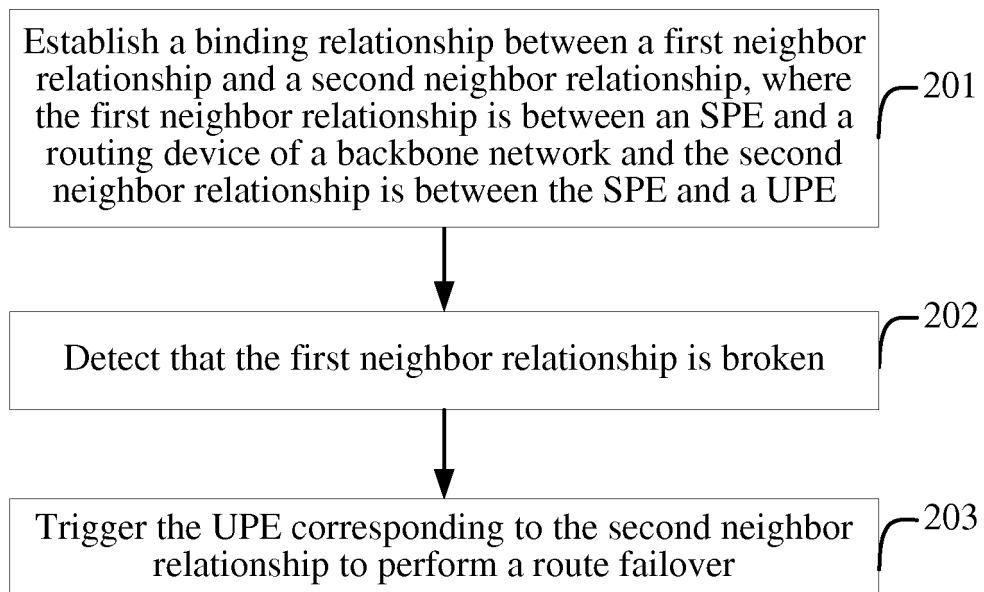 Establish a binding relationship between a first neighbor
relationship and a second neighbor relationship, where
the first neighbor relationship is between an SPE and a
routing device of a backbone network and the second
neighbor relationship is between the SPE and a UPE
201
Detect that the first neighbor relationship is broken
202
Trigger the UPE corresponding to the second neighbor
relationship to perform a route failover
203